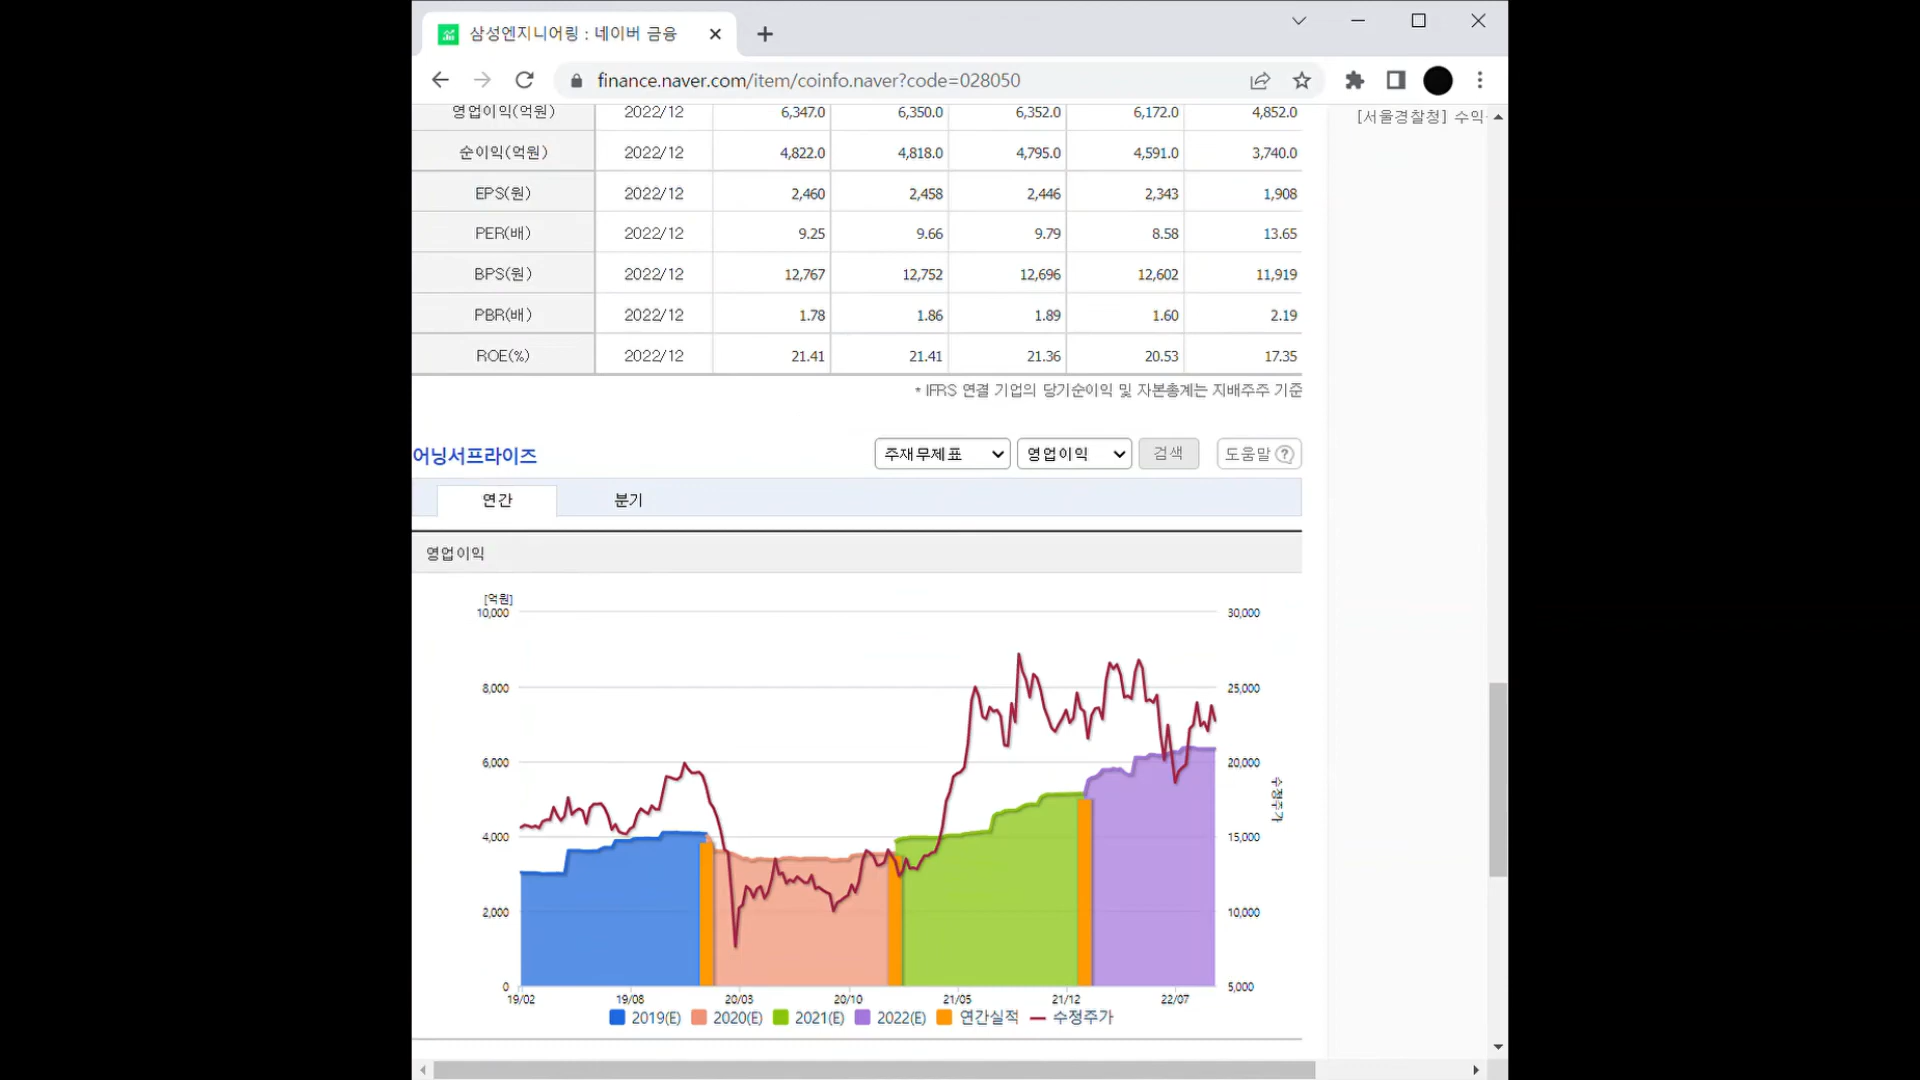 삼성엔지니어링 : 네이버 금융
finance.naver.com/item/coinfo.naver?code=028050
영업이익(억원) 2022/12 6,347.0 6,350.0 6,352.0 6,172.0 4,852.0
[서울경찰청] 수익
순이익(억원) 2022/12 4,822.0 4,818.0 4,795.0 4,591.0 3,740.0
EPS(원) 2022/12 2,460 2,458 2,446 2,343 1,908
PER(배) 2022/12 9.25 9.66 9.79 8.58 13.65
BPS(원) 2022/12 12,767 12,752 12,696 12,602 11,919
PBR(배) 2022/12 1.78 1.86 1.89 1.60 2.19
ROE(%) 2022/12 21.41 21.41 21.36 20.53 17.35
* IFRS 연결 기업의 당기순이익 및 자본총계는 지배주주 기준
어닝서프라이즈 주재무제표 영업이익 검색 도움말 ?
연간 분기
영업이익
[억원]
10,000 30,000
8,000 25,000
6,000 20,000
수정주가
4,000 15,000
2,000 10,000
0 5,000
19/02 19/08 20/03 20/10 21/05 21/12 22/07
2019(E) 2020(E) 2021(E) 2022(E) 연간실적 수정주가